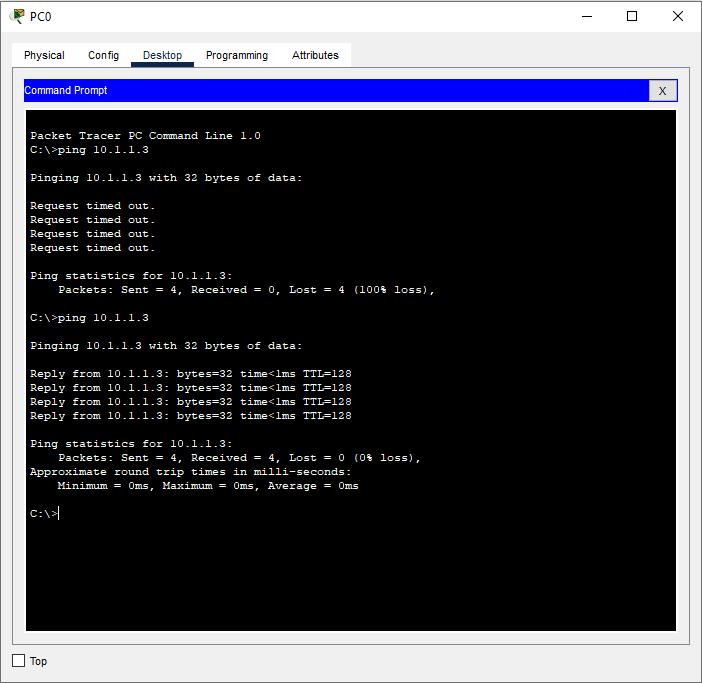 PC0
Physical Config Desktop Programming Attributes
Command Prompt X
Packet Tracer PC Command Line 1.0
C:\>ping 10.1.1.3
Pinging 10.1.1.3 with 32 bytes of data:
Request timed out.
Request timed out.
Request timed out.
Request timed out.
Ping statistics for 10.1.1.3:
    Packets: Sent = 4, Received = 0, Lost = 4 (100% loss),
C:\>ping 10.1.1.3
Pinging 10.1.1.3 with 32 bytes of data:
Reply from 10.1.1.3: bytes=32 time<1ms TTL=128
Reply from 10.1.1.3: bytes=32 time<1ms TTL=128
Reply from 10.1.1.3: bytes=32 time<1ms TTL=128
Reply from 10.1.1.3: bytes=32 time<1ms TTL=128
Ping statistics for 10.1.1.3:
    Packets: Sent = 4, Received = 4, Lost = 0 (0% loss),
Approximate round trip times in milli-seconds:
    Minimum = 0ms, Maximum = 0ms, Average = 0ms
C:\>
Top